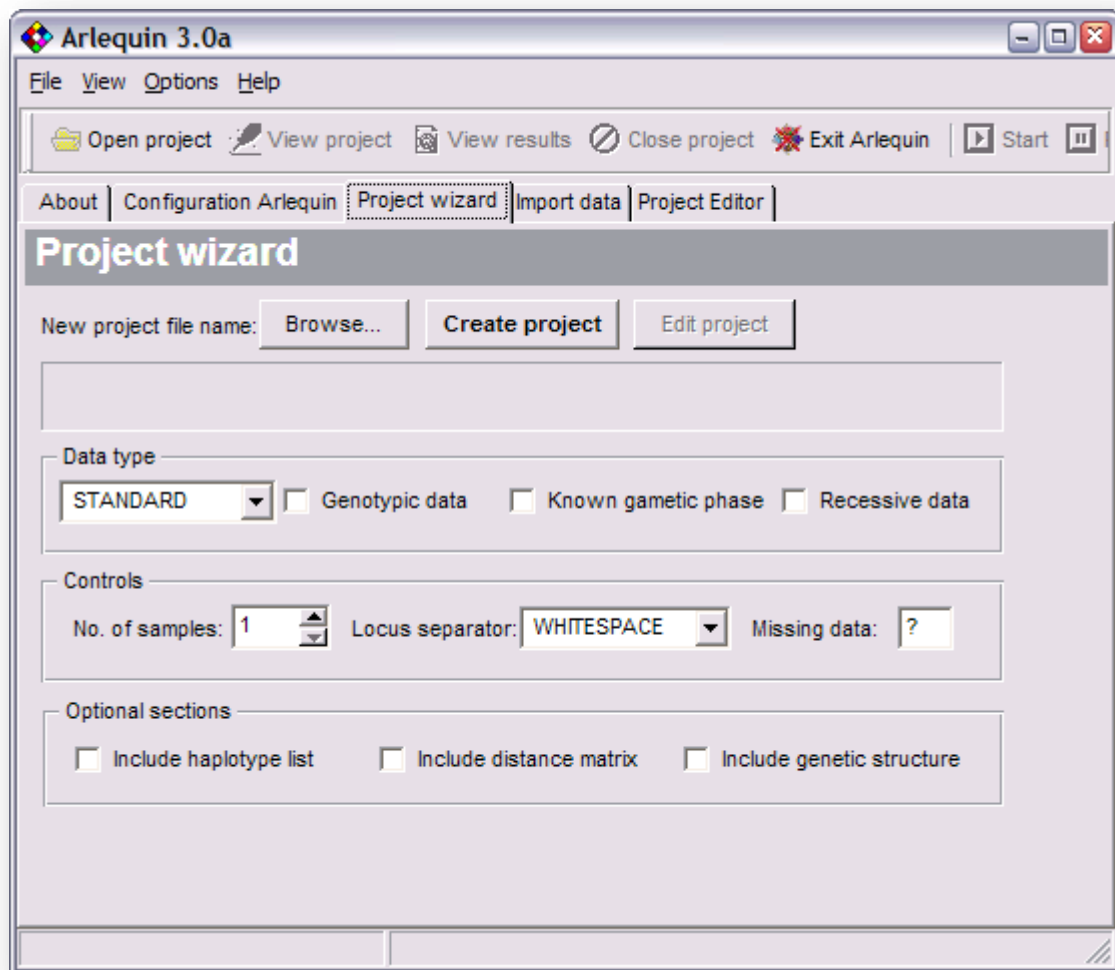 Arlequin 3.0a
File View Options Help
Open project View project View results Close project Exit Arlequin Start
About Configuration Arlequin Project wizard Import data Project Editor
Project wizard
New project file name: Browse... Create project Edit project
Data type
STANDARD Genotypic data Known gametic phase Recessive data
Controls
No. of samples: 1 Locus separator: WHITESPACE Missing data: ?
Optional sections
Include haplotype list Include distance matrix Include genetic structure